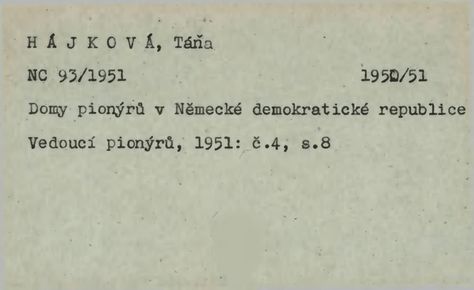 H Á J K O V Á, Táňa
NC 93/1951 1950/51
Domy pionýrů v Německé demokratické republice
Vedoucí pionýrů, 1951: č.4, s.8